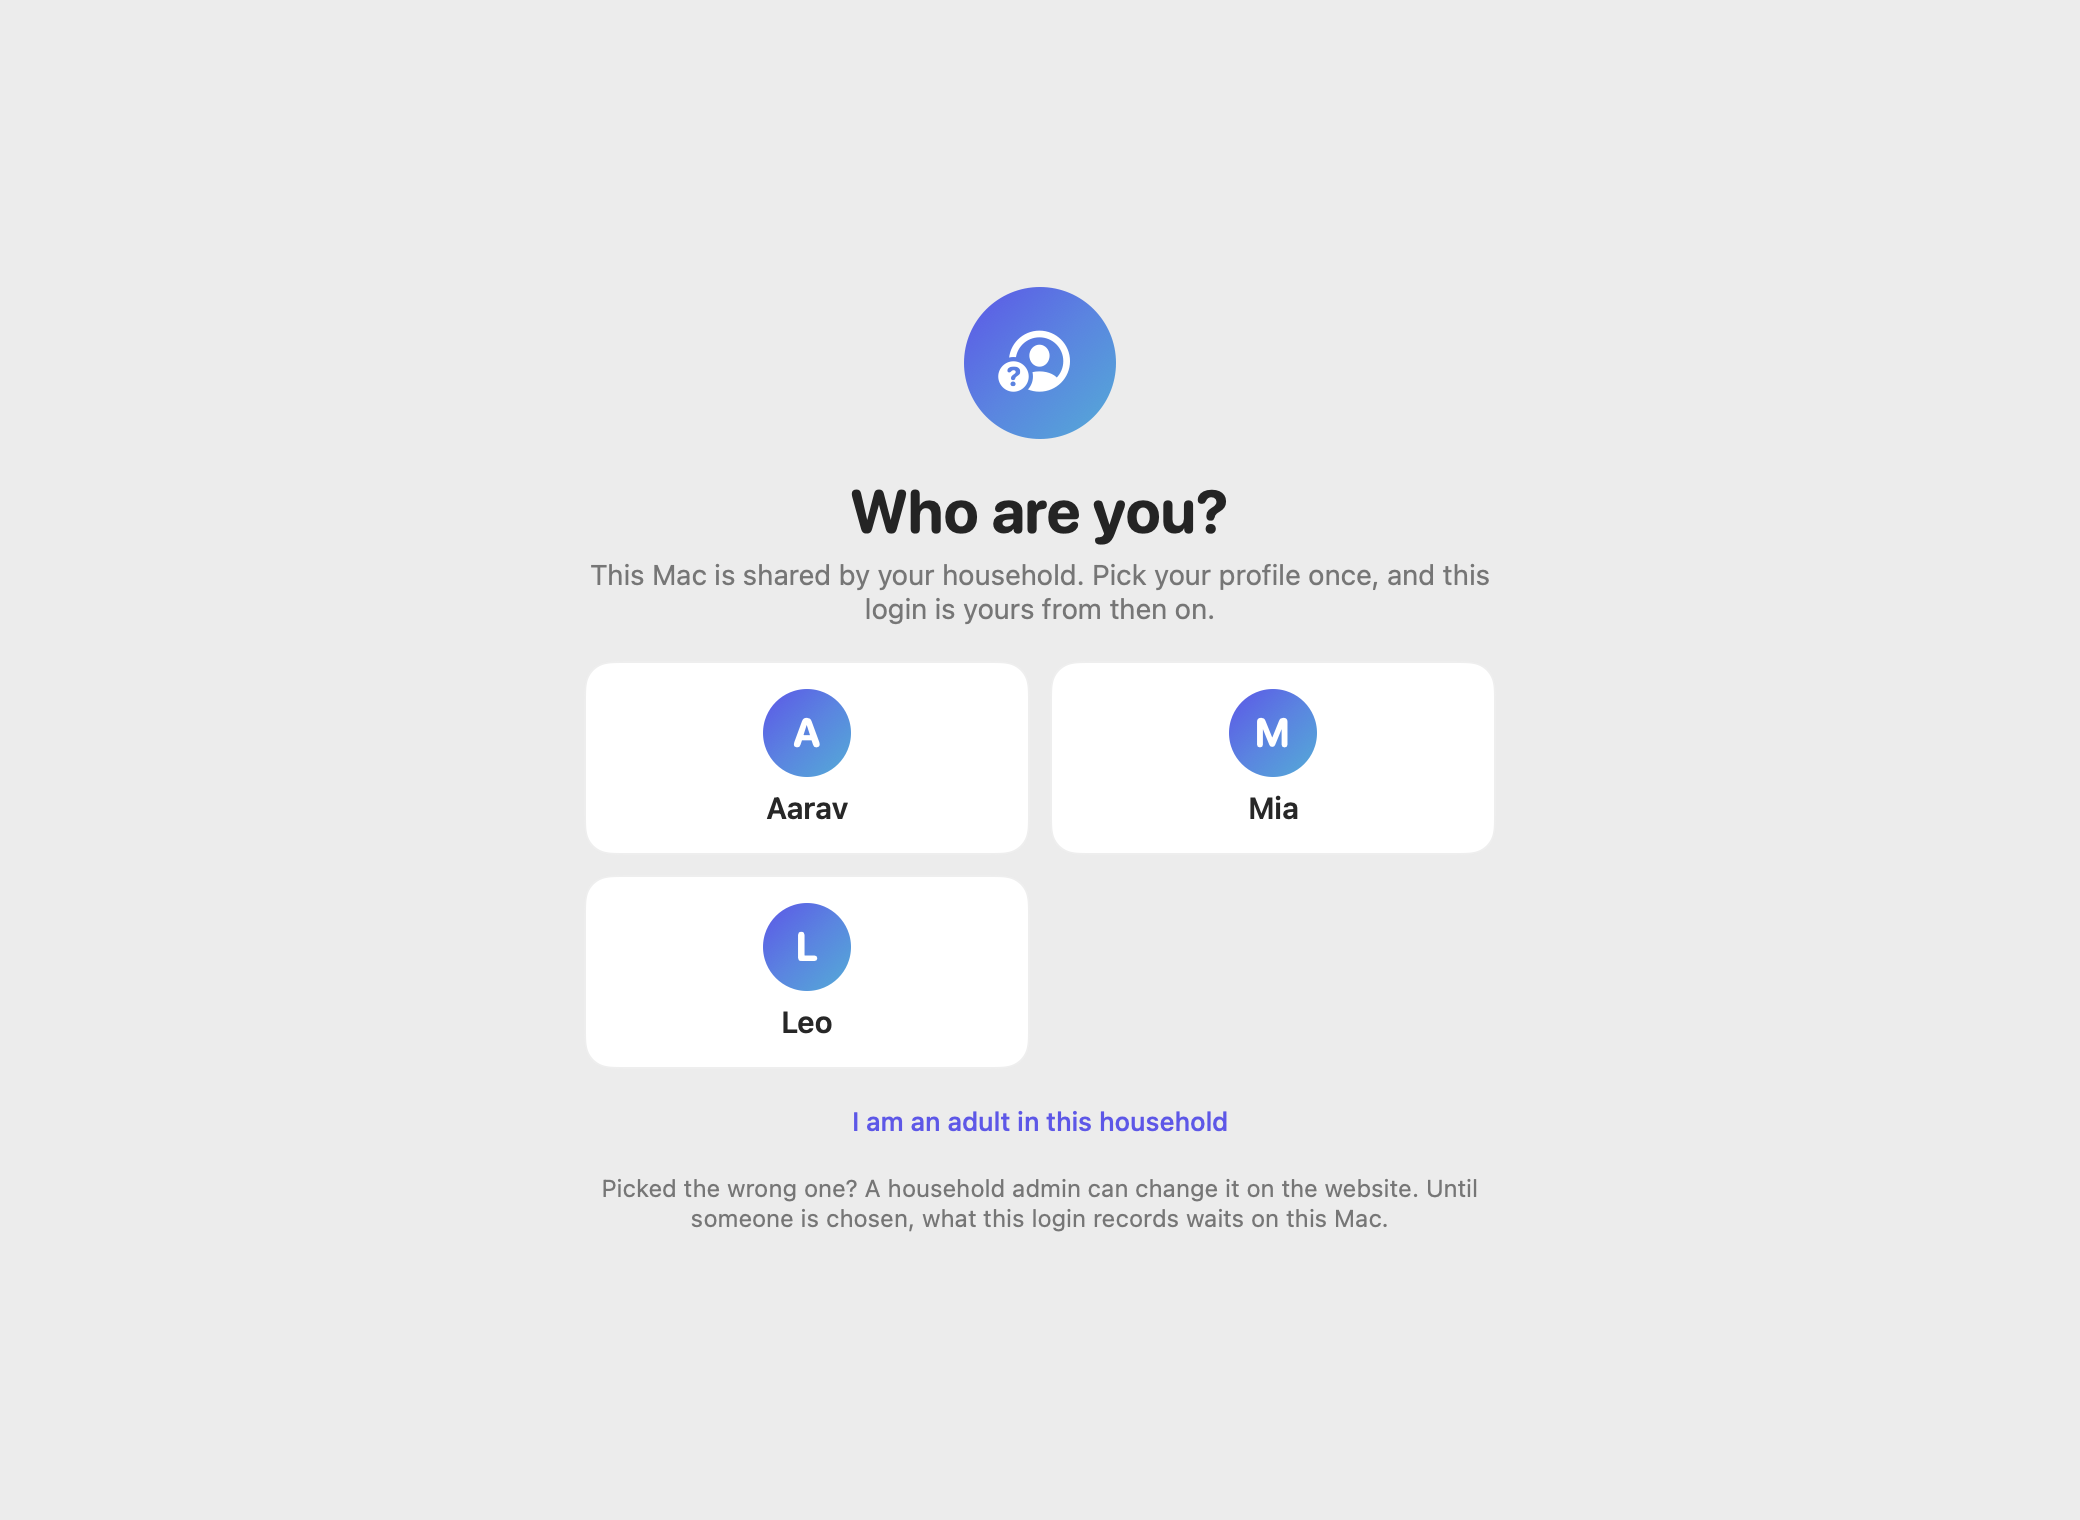 ?
Who are you?
This Mac is shared by your household. Pick your profile once, and this
login is yours from then on.
A
Aarav
M
Mia
L
Leo
I am an adult in this household
Picked the wrong one? A household admin can change it on the website. Until
someone is chosen, what this login records waits on this Mac.